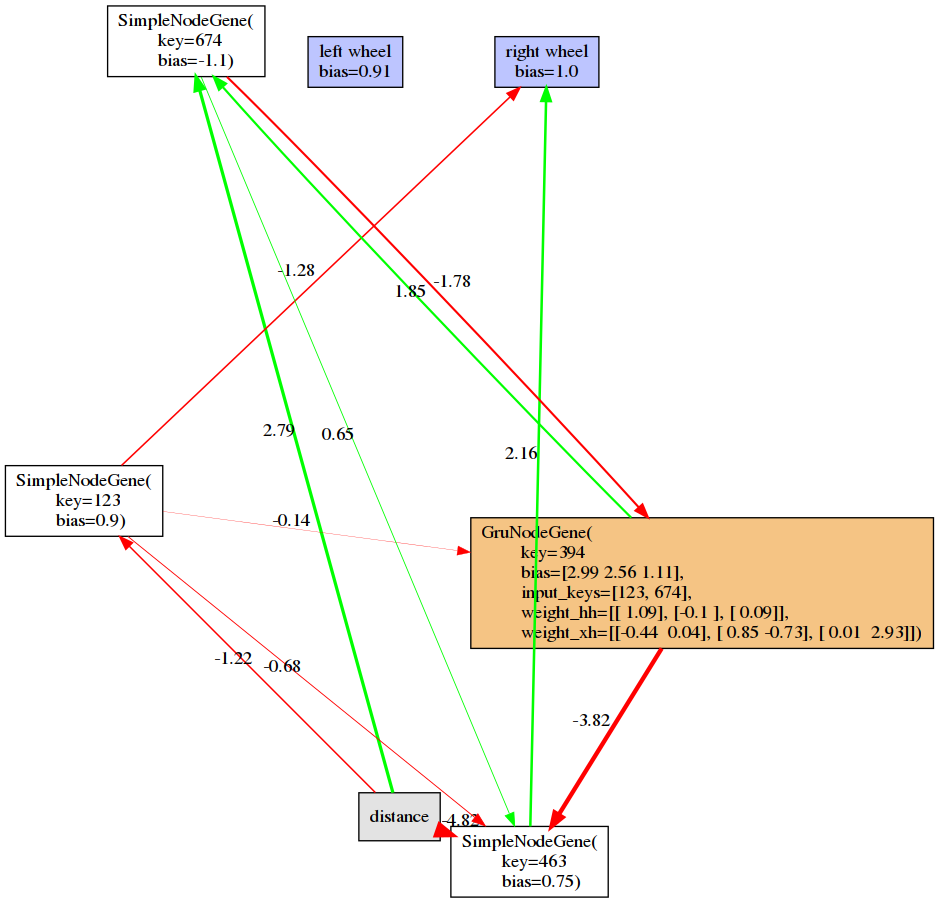 SimpleNodeGene(
key=674
bias=-1.1)
left wheel
bias=0.91
right wheel
bias=1.0
-1.28
1.85
-1.78
2.79
0.65
2.16
SimpleNodeGene(
key=123
bias=0.9)
-0.14
GruNodeGene(
key=394
bias=[2.99 2.56 1.11],
input_keys=[123, 674],
weight_hh=[[ 1.09], [-0.1 ], [ 0.09]],
weight_xh=[[-0.44 0.04], [ 0.85 -0.73], [ 0.01 2.93]])
-1.22
-0.68
-3.82
distance
-4.82
SimpleNodeGene(
key=463
bias=0.75)